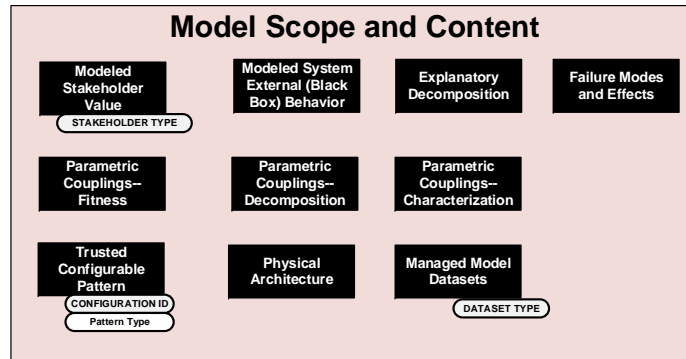 Model Scope and Content
Modeled
Stakeholder
Value
STAKEHOLDER TYPE
Modeled System
External (Black
Box) Behavior
Explanatory
Decomposition
Failure Modes
and Effects
Parametric
Couplings--
Fitness
Parametric
Couplings--
Decomposition
Parametric
Couplings--
Characterization
Trusted
Configurable
Pattern
CONFIGURATION ID
Pattern Type
Physical
Architecture
Managed Model
Datasets
DATASET TYPE